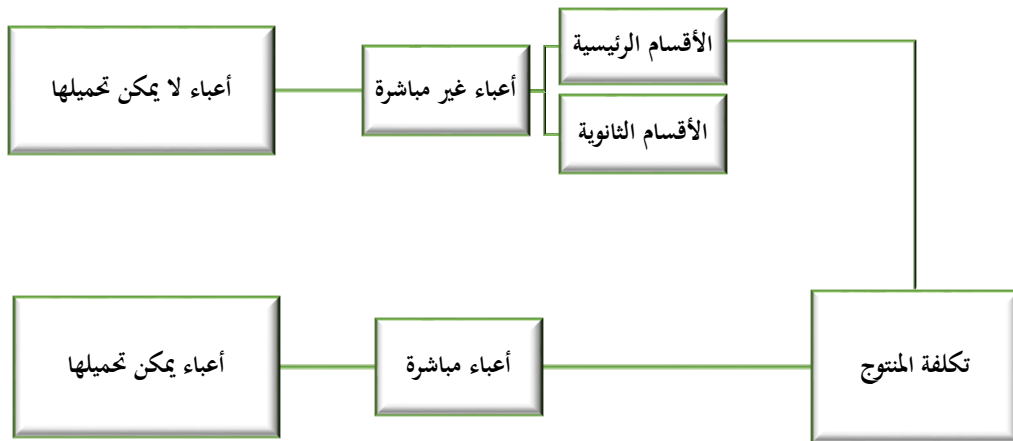 الأقسام الرئيسية
أعباء غير مباشرة
أعباء لا يمكن تحميلها
الأقسام الثانوية
تكلفة المنتوج
أعباء مباشرة
أعباء يمكن تحميلها